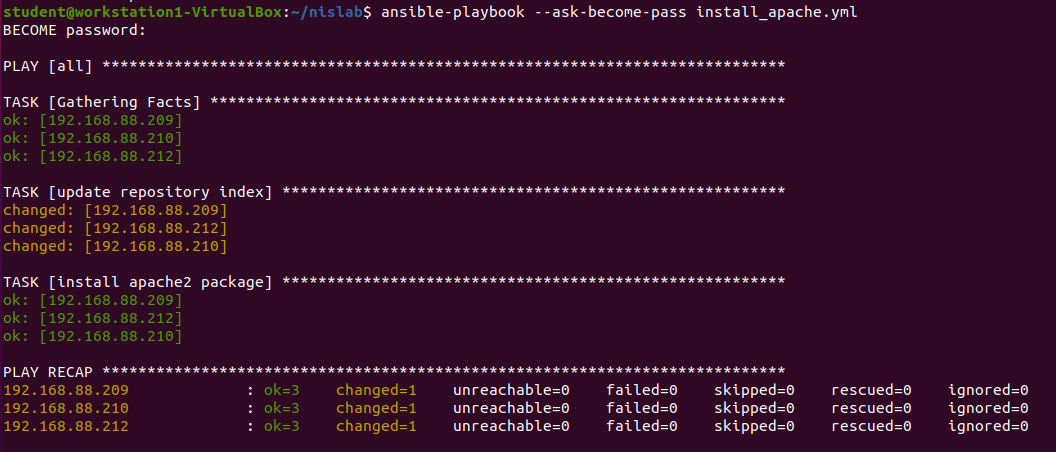 student@workstation1-VirtualBox:~/nislab$ ansible-playbook --ask-become-pass install_apache.yml
BECOME password:
PLAY [all] ****************************************************************************
TASK [Gathering Facts] ****************************************************************
ok: [192.168.88.209]
ok: [192.168.88.210]
ok: [192.168.88.212]
TASK [update repository index] ********************************************************
changed: [192.168.88.209]
changed: [192.168.88.212]
changed: [192.168.88.210]
TASK [install apache2 package] ********************************************************
ok: [192.168.88.209]
ok: [192.168.88.212]
ok: [192.168.88.210]
PLAY RECAP ****************************************************************************
192.168.88.209             : ok=3    changed=1    unreachable=0    failed=0    skipped=0    rescued=0    ignored=0
192.168.88.210             : ok=3    changed=1    unreachable=0    failed=0    skipped=0    rescued=0    ignored=0
192.168.88.212             : ok=3    changed=1    unreachable=0    failed=0    skipped=0    rescued=0    ignored=0